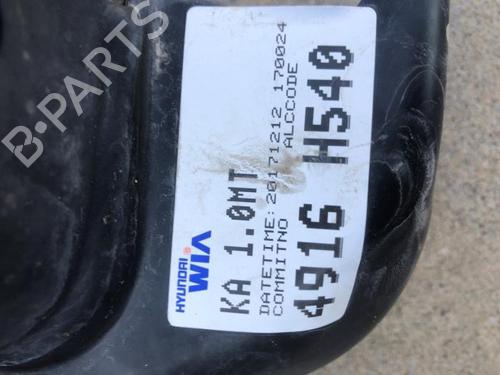 B-PARTS
HYUNDAI
WIA
KA 1.0MT
DATETIME:20171212 170024
COMMITNO ALCCODE
4916 H540